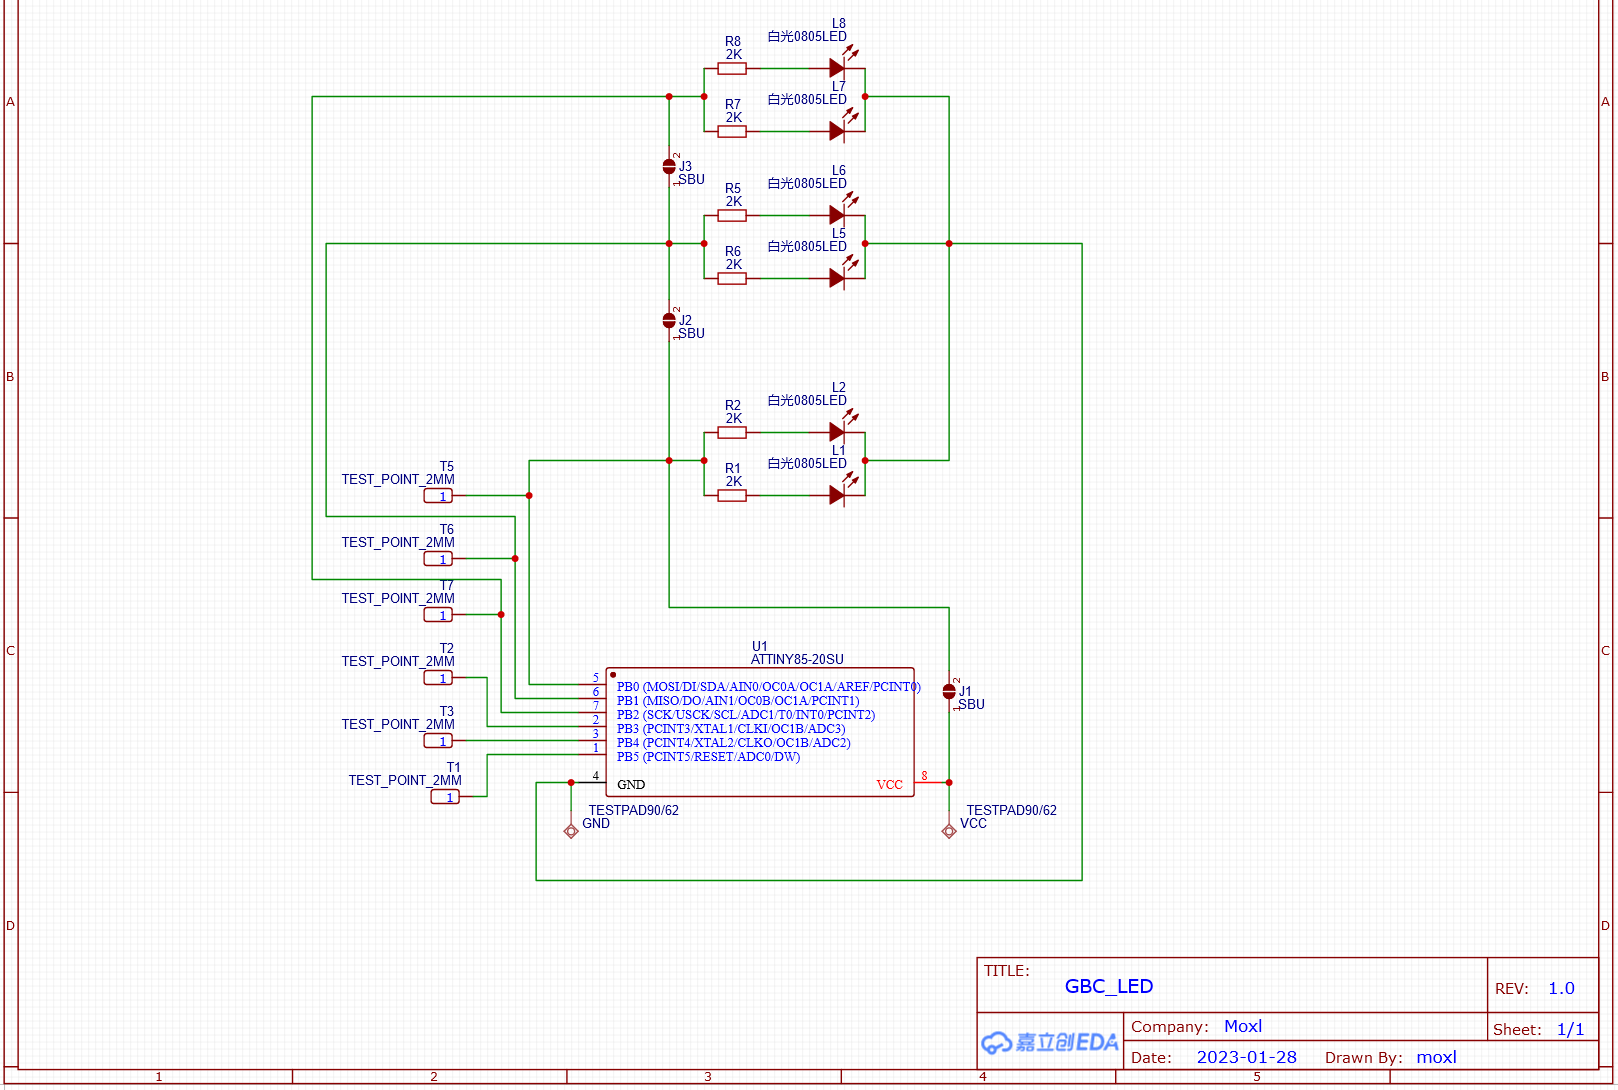 L8
白光0805LED
R8
2K
A
A
L7
白光0805LED
R7
2K
2
J3
1
SBU
L6
白光0805LED
R5
2K
L5
白光0805LED
R6
2K
2
J2
1
SBU
B
B
L2
白光0805LED
R2
2K
L1
白光0805LED
R1
2K
T5
TEST_POINT_2MM
1
T6
TEST_POINT_2MM
1
T7
TEST_POINT_2MM
1
C
C
T2
TEST_POINT_2MM
1
T3
TEST_POINT_2MM
1
T1
TEST_POINT_2MM
1
U1
ATTINY85-20SU
5 PB0 (MOSI/DI/SDA/AIN0/OC0A/OC1A/AREF/PCINT0)
6 PB1 (MISO/DO/AIN1/OC0B/OC1A/PCINT1)
7 PB2 (SCK/USCK/SCL/ADC1/T0/INT0/PCINT2)
2 PB3 (PCINT3/XTAL1/CLKI/OC1B/ADC3)
3 PB4 (PCINT4/XTAL2/CLKO/OC1B/ADC2)
1 PB5 (PCINT5/RESET/ADC0/DW)
4 GND
VCC 8
2
J1
1
SBU
TESTPAD90/62
GND
TESTPAD90/62
VCC
D
D
TITLE:
GBC_LED
REV: 1.0
嘉立创EDA
Company: Moxl
Sheet: 1/1
Date: 2023-01-28 Drawn By: moxl
1 2 3 4 5